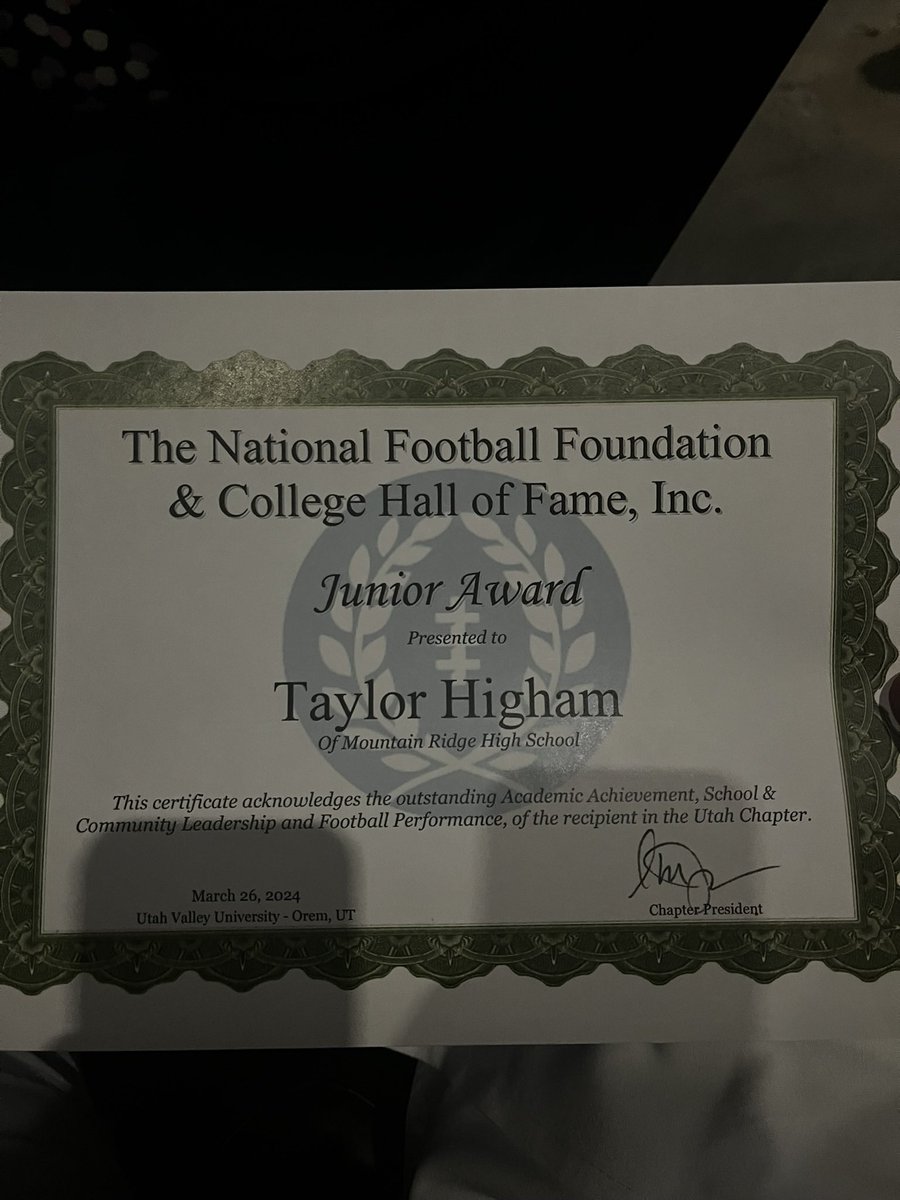 The National Football Foundation
& College Hall of Fame, Inc.
Junior Award
Presented to
Taylor Higham
Of Mountain Ridge High School
This certificate acknowledges the outstanding Academic Achievement, School &
Community Leadership and Football Performance, of the recipient in the Utah Chapter.
March 26, 2024
Utah Valley University - Orem, UT
Chapter President